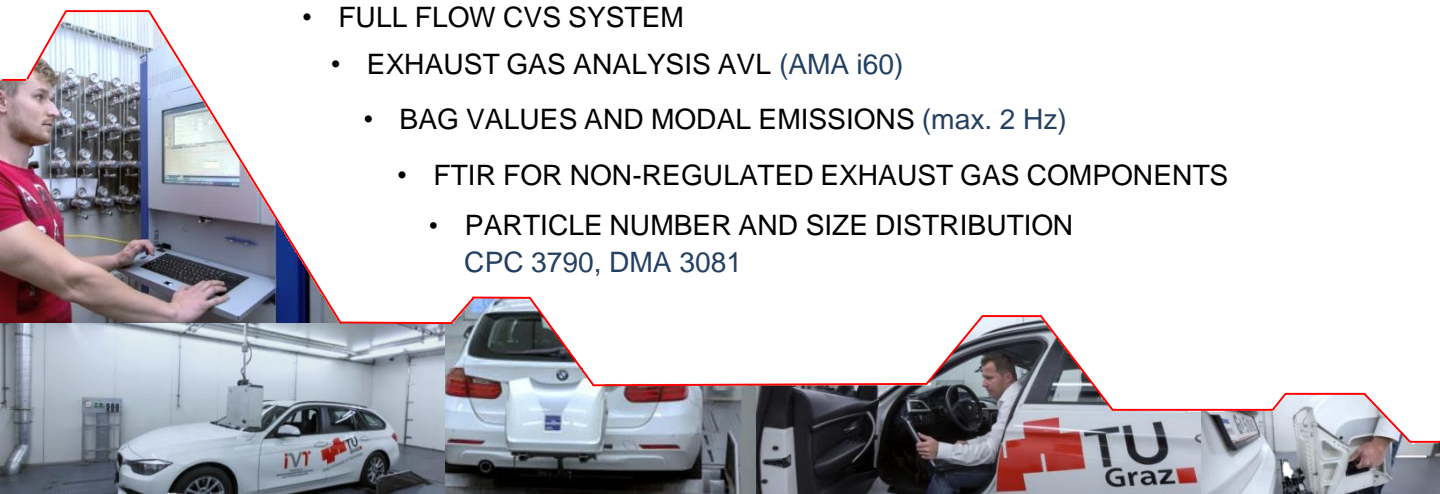 • FULL FLOW CVS SYSTEM
• EXHAUST GAS ANALYSIS AVL (AMA i60)
• BAG VALUES AND MODAL EMISSIONS (max. 2 Hz)
• FTIR FOR NON-REGULATED EXHAUST GAS COMPONENTS
• PARTICLE NUMBER AND SIZE DISTRIBUTION
CPC 3790, DMA 3081
iVT
TU
Graz
TU
Graz